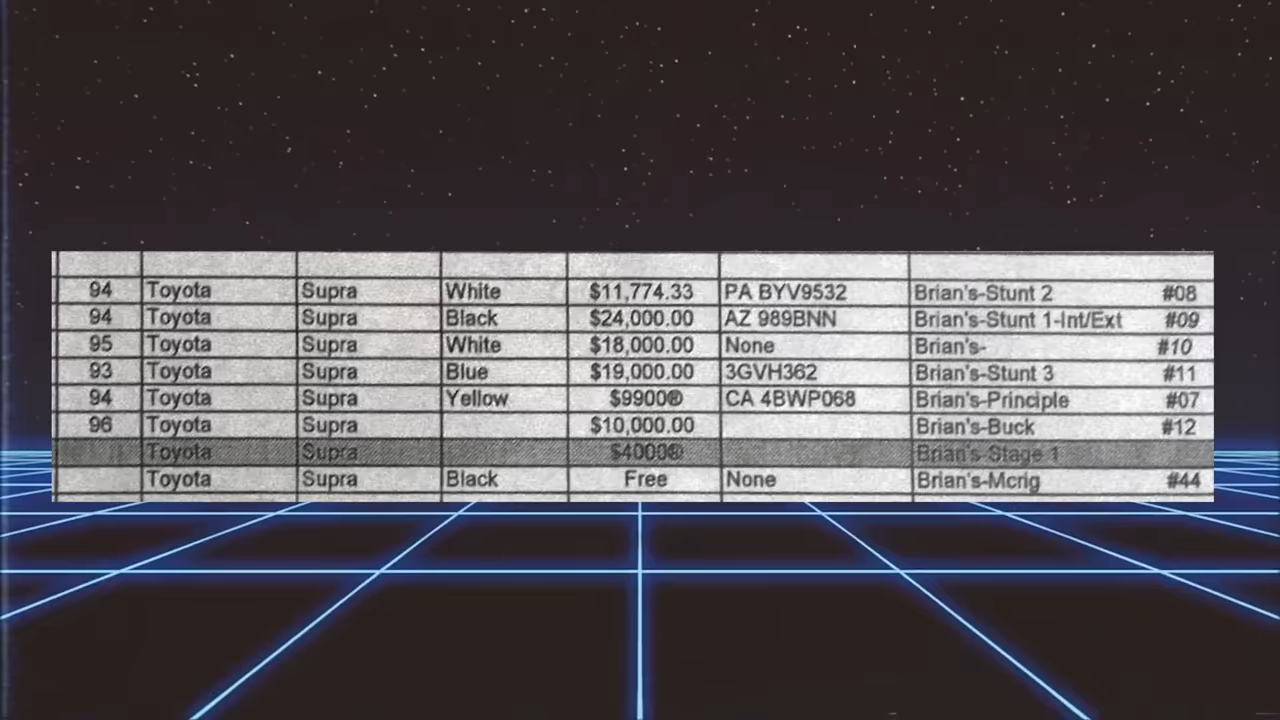 94 Toyota Supra White $11,774.33 PA BYV9532 Brian's-Stunt 2 #08
94 Toyota Supra Black $24,000.00 AZ 989BNN Brian's-Stunt 1-Int/Ext #09
95 Toyota Supra White $18,000.00 None Brian's- #10
93 Toyota Supra Blue $19,000.00 3GVH362 Brian's-Stunt 3 #11
94 Toyota Supra Yellow $9900® CA 4BWP068 Brian's-Principle #07
96 Toyota Supra $10,000.00 Brian's-Buck #12
Toyota Supra $4000® Brian's-Stage 1
Toyota Supra Black Free None Brian's-Mcrig #44